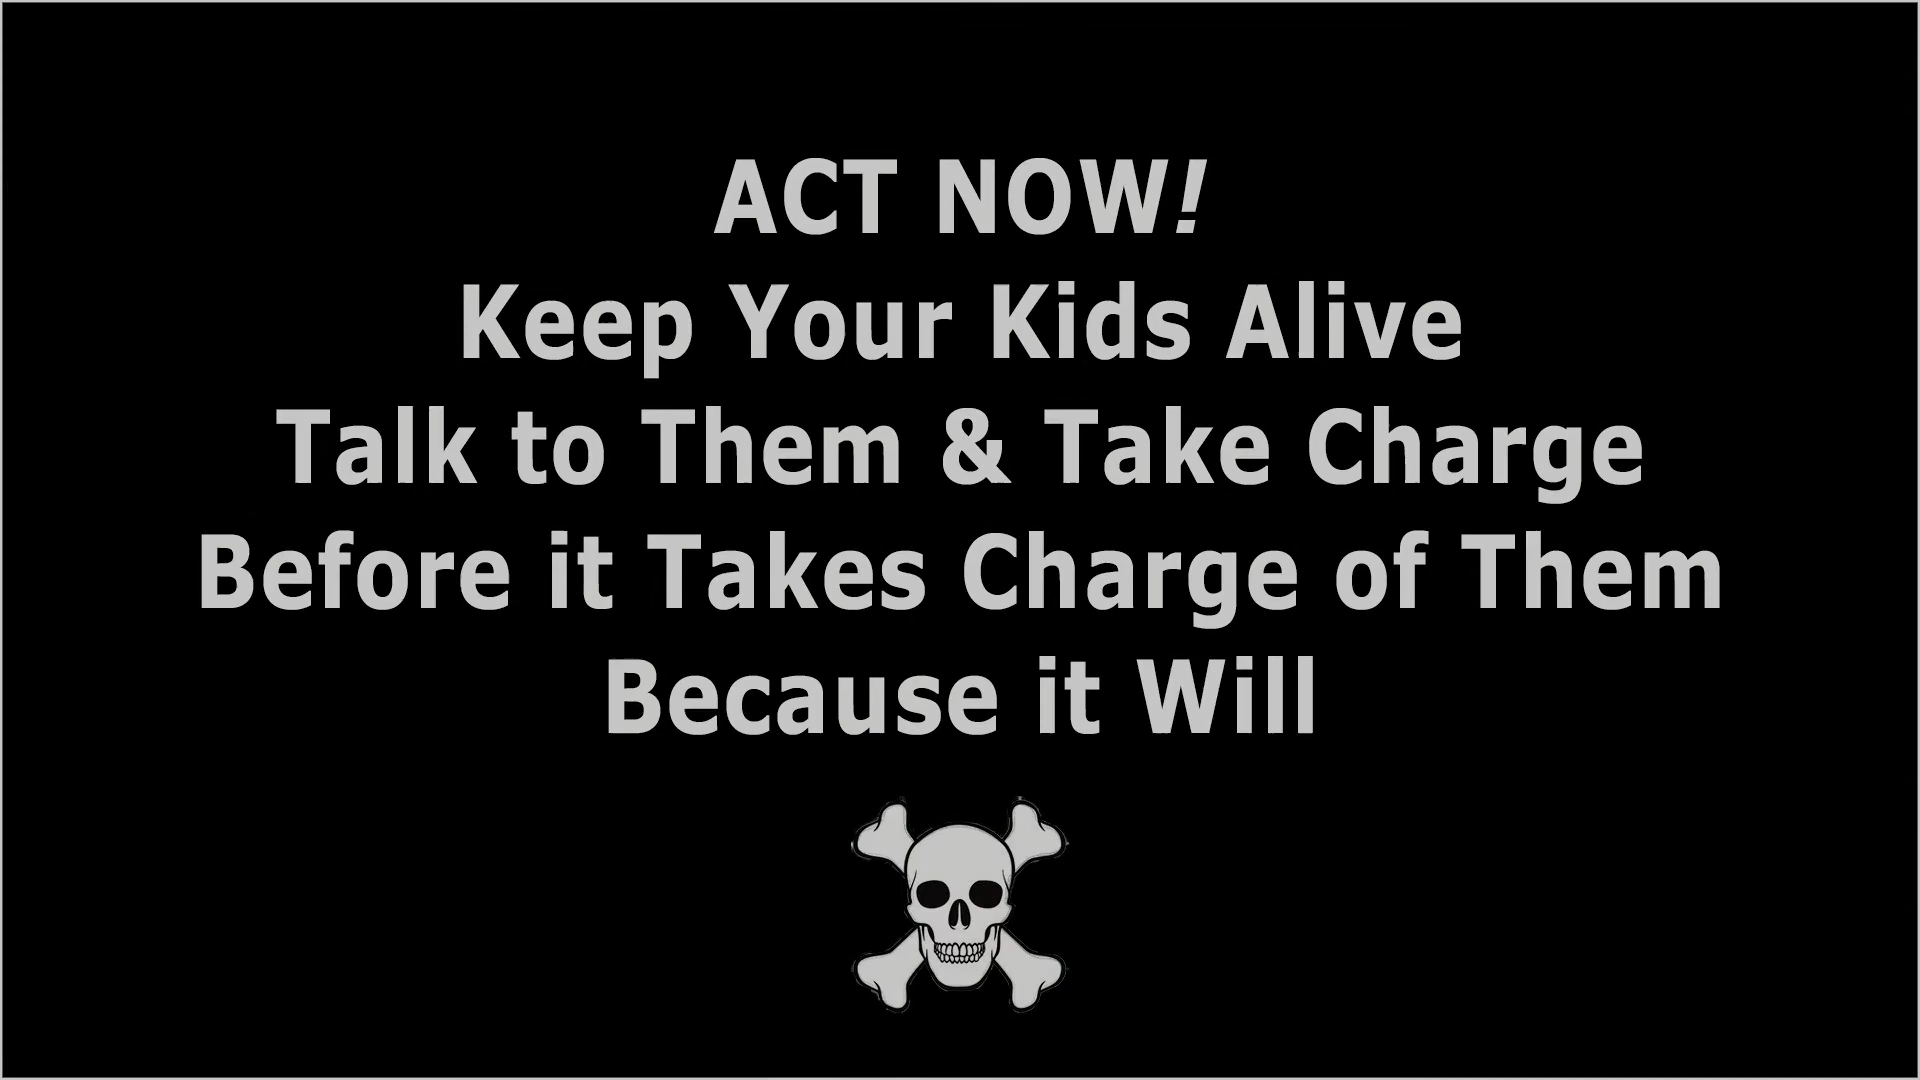 ACT NOW!
Keep Your Kids Alive
Talk to Them & Take Charge
Before it Takes Charge of Them
Because it Will